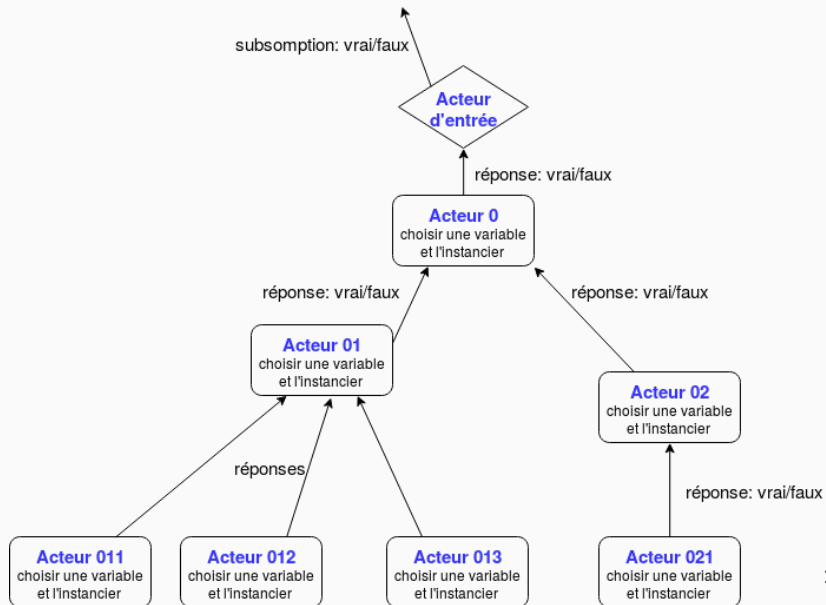 subsomption: vrai/faux
Acteur
d'entrée
réponse: vrai/faux
Acteur 0
choisir une variable
et l'instancier
réponse: vrai/faux
réponse: vrai/faux
Acteur 01
choisir une variable
et l'instancier
Acteur 02
choisir une variable
et l'instancier
réponses
réponse: vrai/faux
Acteur 011
choisir une variable
et l'instancier
Acteur 012
choisir une variable
et l'instancier
Acteur 013
choisir une variable
et l'instancier
Acteur 021
choisir une variable
et l'instancier